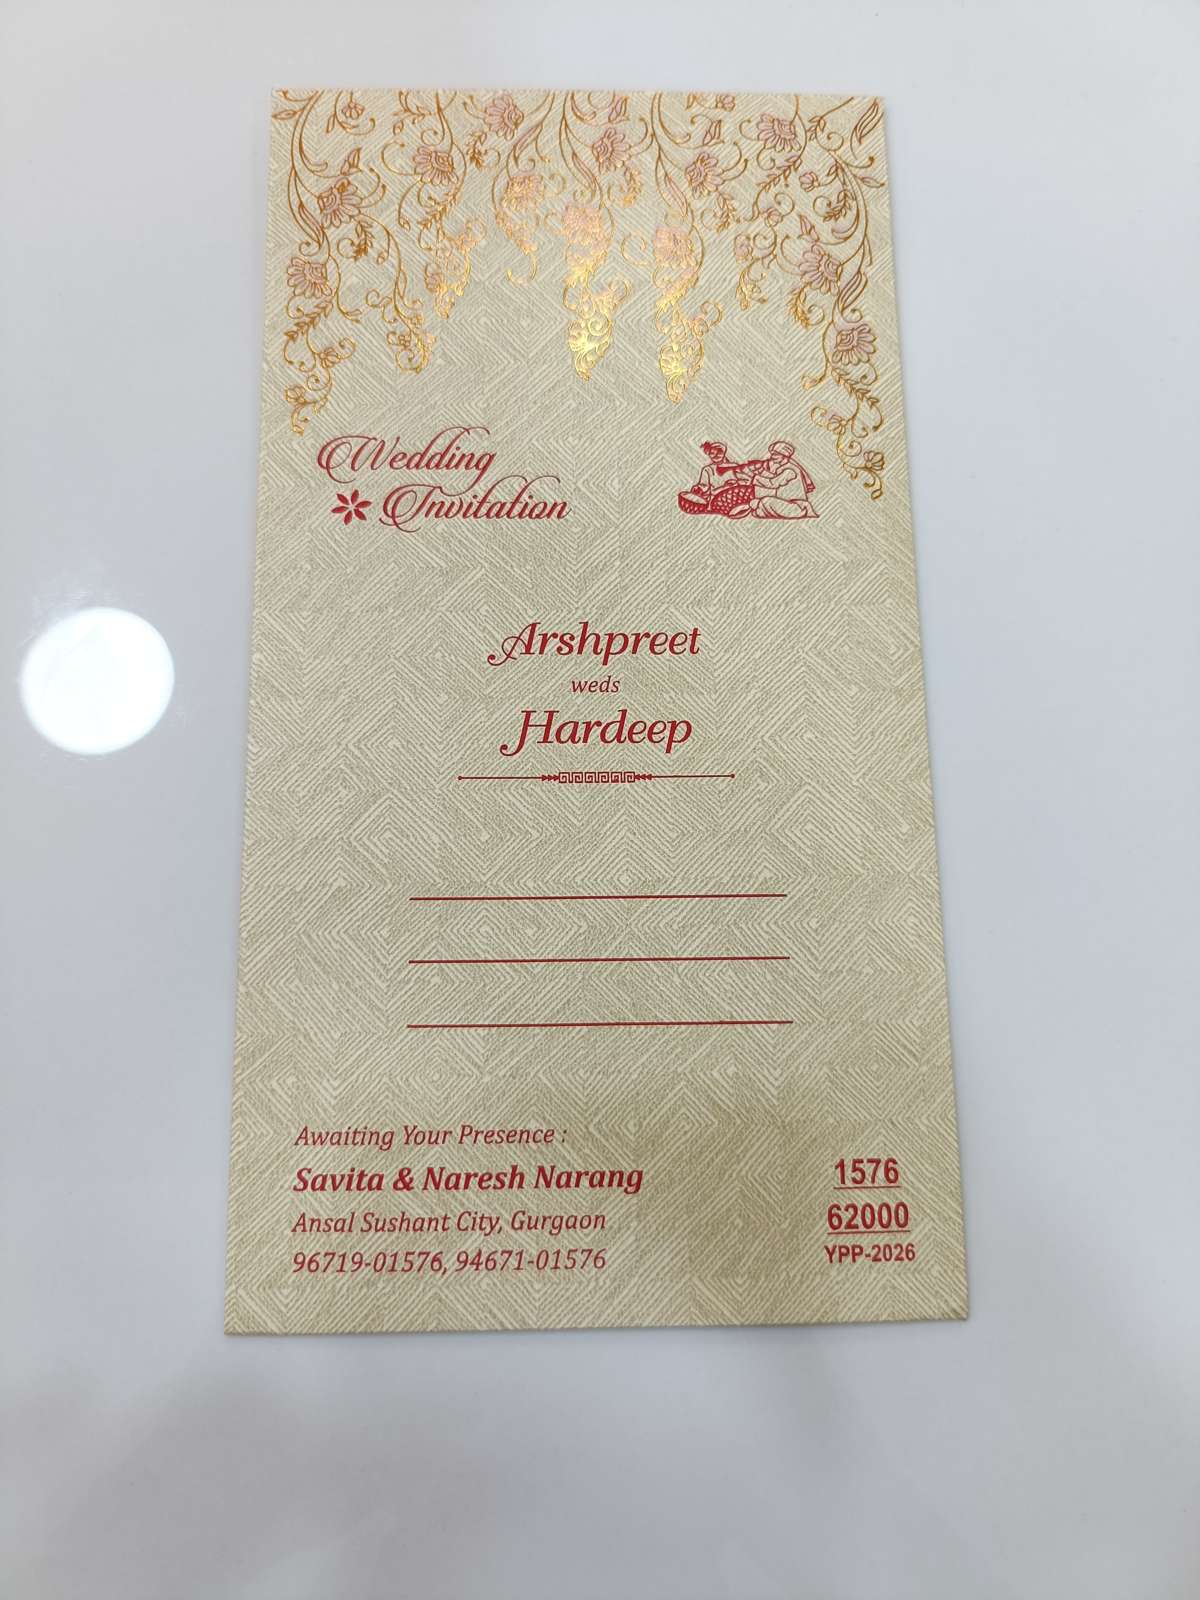 Wedding
Invitation
Arshpreet
weds
Hardeep
Awaiting Your Presence :
Savita & Naresh Narang
Ansal Sushant City, Gurgaon
96719-01576, 94671-01576
1576
62000
YPP-2026